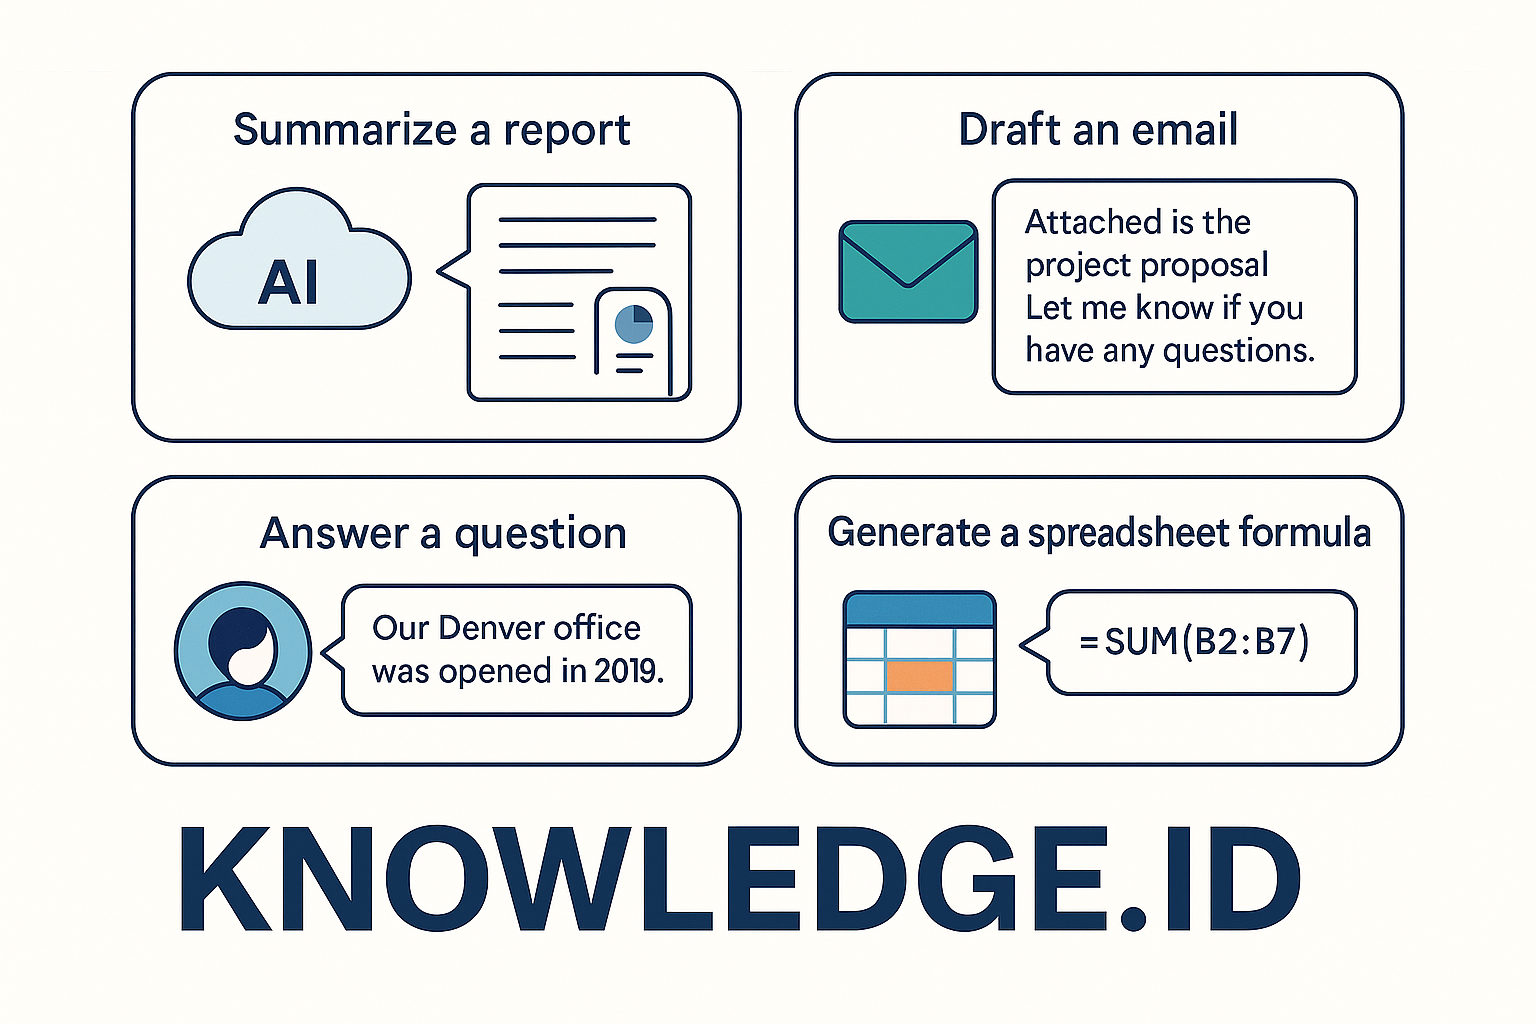 Summarize a report
AI
Draft an email
Attached is the
project proposal
Let me know if you
have any questions.
Answer a question
Our Denver office
was opened in 2019.
Generate a spreadsheet formula
=SUM(B2:B7)
KNOWLEDGE.ID